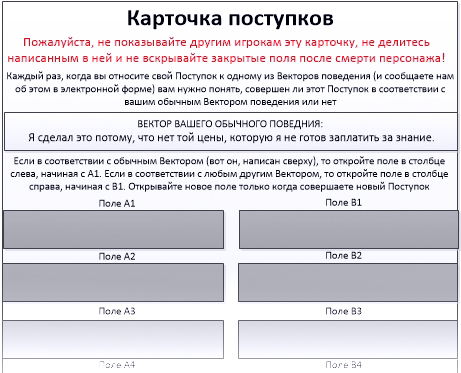 Карточка поступков
Пожалуйста, не показывайте другим игрокам эту карточку, не делитесь
написанным в ней и не вскрывайте закрытые поля после смерти персонажа!
Каждый раз, когда вы относите свой Поступок к одному из Векторов поведения (и сообщаете нам
об этом в электронной форме) вам нужно понять, совершен ли этот Поступок в соответствии с
вашим обычным Вектором поведения или нет
ВЕКТОР ВАШЕГО ОБЫЧНОГО ПОВЕДНИЯ:
Я сделал это потому, что нет той цены, которую я не готов заплатить за знание.
Если в соответствии с обычным Вектором (вот он, написан сверху), то откройте поле в столбце
слева, начиная с А1. Если в соответствии с любым другим Вектором, то откройте поле в столбце
справа, начиная с В1. Открывайте новое поле только когда совершаете новый Поступок
Поле А1 Поле В1
Поле А2 Поле В2
Поле А3 Поле В3
Поле А4 Поле В4